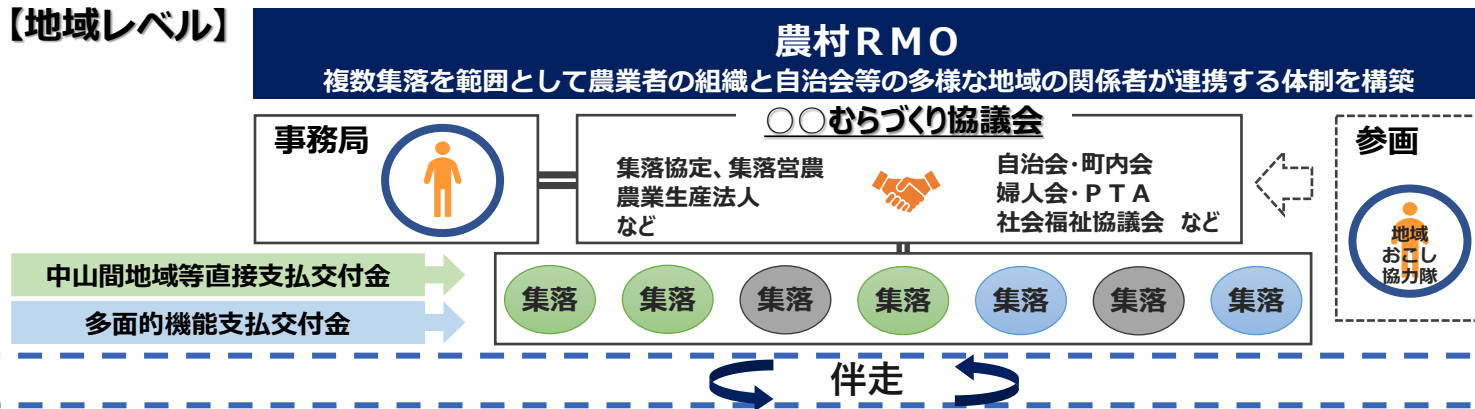 【地域レベル】
農村RMO
複数集落を範囲として農業者の組織と自治会等の多様な地域の関係者が連携する体制を構築
事務局
○○むらづくり協議会
集落協定、集落営農
農業生産法人
など
自治会・町内会
婦人会・PTA
社会福祉協議会 など
参画
地域
おこし
協力隊
中山間地域等直接支払交付金
多面的機能支払交付金
集落 集落 集落 集落 集落 集落 集落
伴走